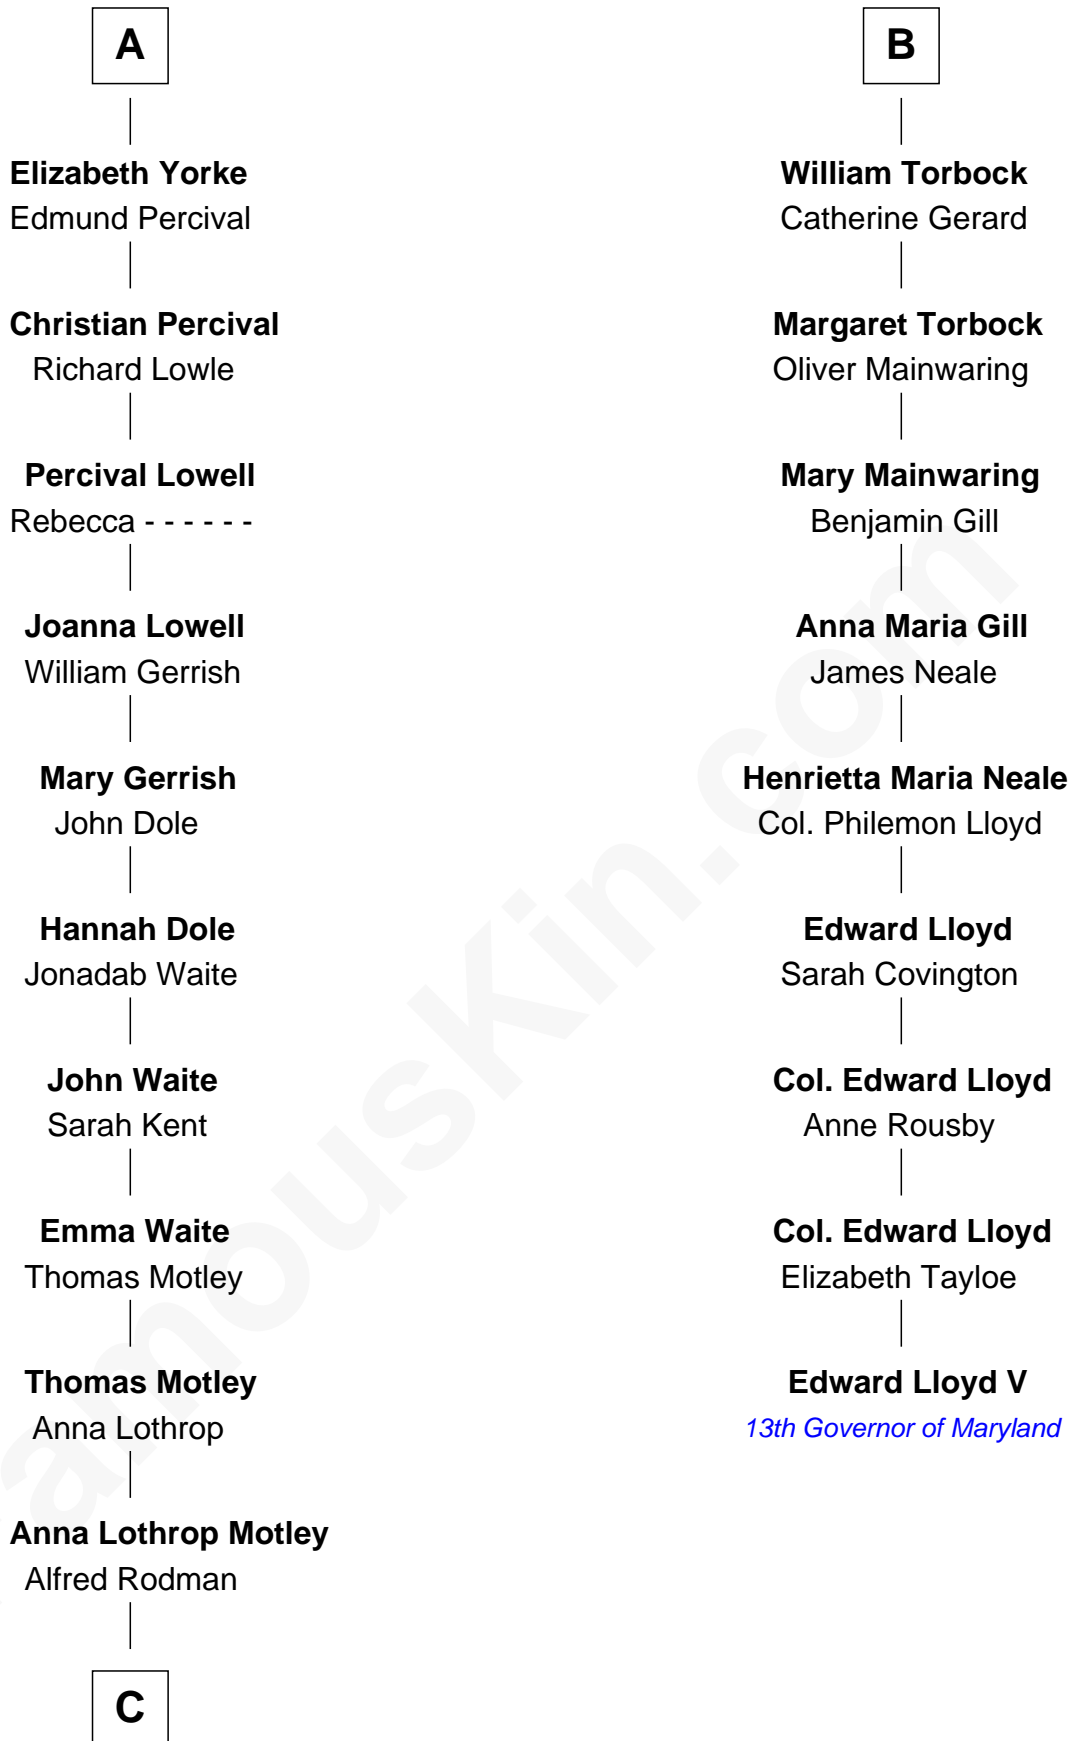 A
Elizabeth Yorke
Edmund Percival
Christian Percival
Richard Lowle
Percival Lowell
Rebecca - - - - - -
Joanna Lowell
William Gerrish
Mary Gerrish
John Dole
Hannah Dole
Jonadab Waite
John Waite
Sarah Kent
Emma Waite
Thomas Motley
Thomas Motley
Anna Lothrop
Anna Lothrop Motley
Alfred Rodman
C
B
William Torbock
Catherine Gerard
Margaret Torbock
Oliver Mainwaring
Mary Mainwaring
Benjamin Gill
Anna Maria Gill
James Neale
Henrietta Maria Neale
Col. Philemon Lloyd
Edward Lloyd
Sarah Covington
Col. Edward Lloyd
Anne Rousby
Col. Edward Lloyd
Elizabeth Tayloe
Edward Lloyd V
13th Governor of Maryland
amousKin.com